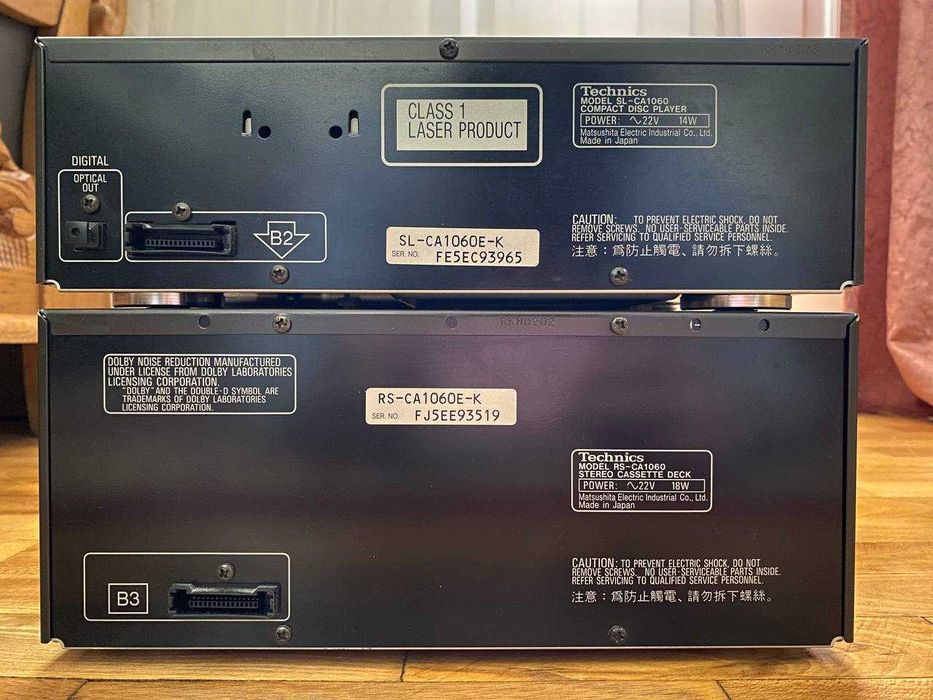 CLASS 1
LASER PRODUCT
Technics
MODEL SL-CA1060
COMPACT DISC PLAYER
POWER: ∿22V 14W
Matsushita Electric Industrial Co., Ltd.
Made in Japan
DIGITAL
OPTICAL
OUT
B2
SL-CA1060E-K
SER. NO. FE5EC93965
CAUTION: TO PREVENT ELECTRIC SHOCK, DO NOT
REMOVE SCREWS. NO USER-SERVICEABLE PARTS INSIDE.
REFER SERVICING TO QUALIFIED SERVICE PERSONNEL.
注意：爲防止觸電、請勿拆下螺絲。
RKN0202
DOLBY NOISE REDUCTION MANUFACTURED
UNDER LICENSE FROM DOLBY LABORATORIES
LICENSING CORPORATION.
"DOLBY" AND THE DOUBLE-D SYMBOL ARE
TRADEMARKS OF DOLBY LABORATORIES
LICENSING CORPORATION.
RS-CA1060E-K
SER. NO. FJ5EE93519
Technics
MODEL RS-CA1060
STEREO CASSETTE DECK
POWER: ∿22V 18W
Matsushita Electric Industrial Co., Ltd.
Made in Japan
B3
CAUTION: TO PREVENT ELECTRIC SHOCK, DO NOT
REMOVE SCREWS. NO USER-SERVICEABLE PARTS INSIDE.
REFER SERVICING TO QUALIFIED SERVICE PERSONNEL.
注意：爲防止觸電、請勿拆下螺絲。